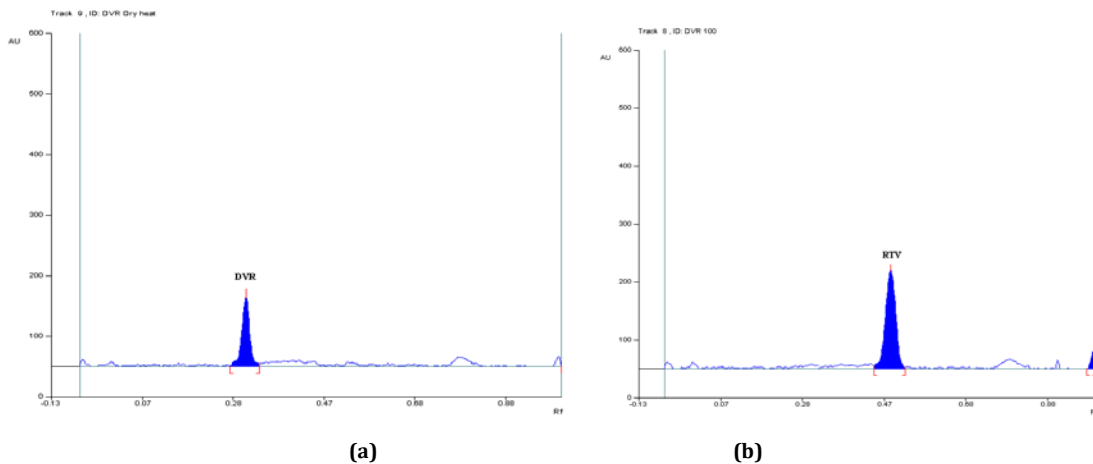 Track 9 , ID: DVR Dry heat
600
AU
500
400
300
200
DVR
100
0
-0.13 0.07 0.28 0.47 0.68 0.88
Rf
(a)
Track 8 , ID: DVR 100
600
AU
500
400
300
200
RTV
100
0
-0.13 0.07 0.28 0.47 0.68 0.88
(b)